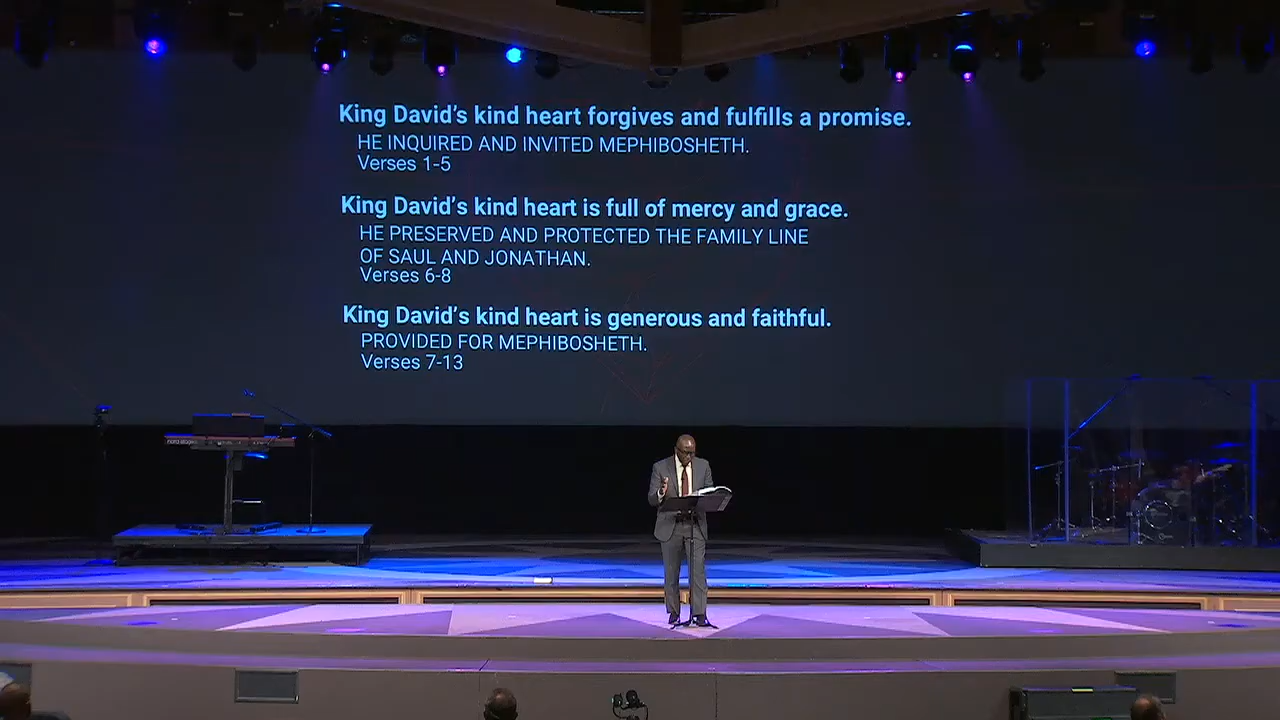 King David's kind heart forgives and fulfills a promise.
HE INQUIRED AND INVITED MEPHIBOSHETH.
Verses 1-5
King David's kind heart is full of mercy and grace.
HE PRESERVED AND PROTECTED THE FAMILY LINE
OF SAUL AND JONATHAN.
Verses 6-8
King David's kind heart is generous and faithful.
PROVIDED FOR MEPHIBOSHETH.
Verses 7-13
nord stage